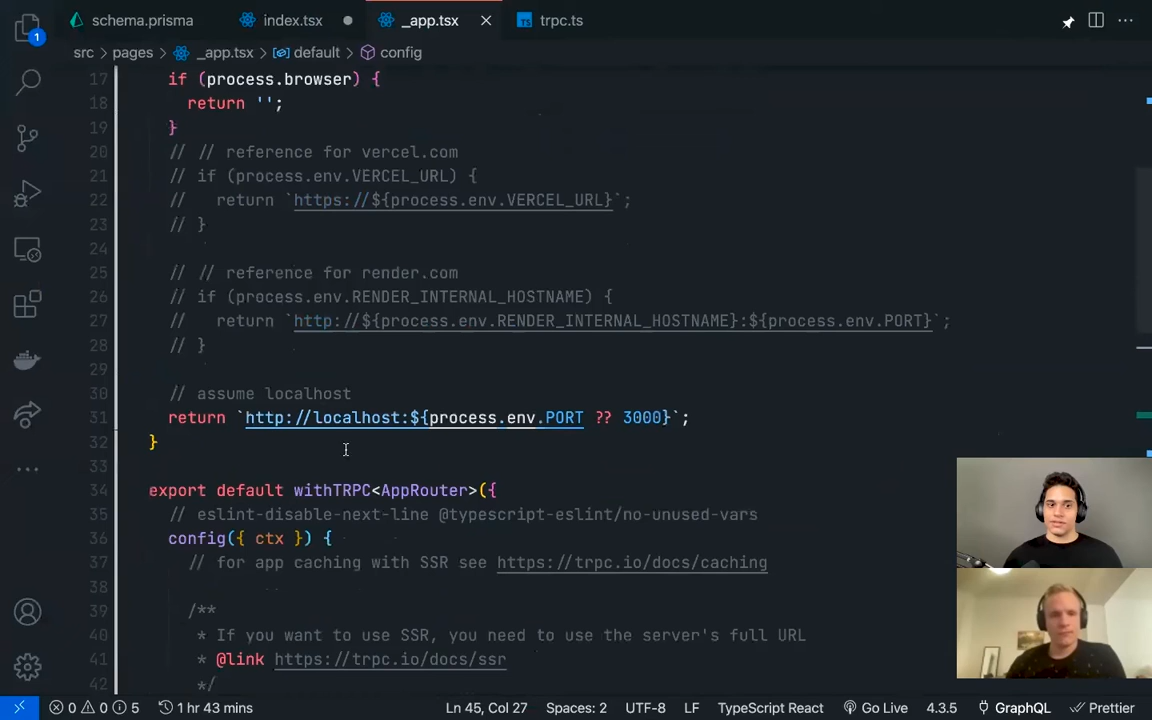 schema.prisma index.tsx _app.tsx TS trpc.ts
src > pages > _app.tsx > default > config
1
17 if (process.browser) {
18 return '';
19 }
20 // // reference for vercel.com
21 // if (process.env.VERCEL_URL) {
22 // return `https://${process.env.VERCEL_URL}`;
23 // }
24
25 // // reference for render.com
26 // if (process.env.RENDER_INTERNAL_HOSTNAME) {
27 // return `http://${process.env.RENDER_INTERNAL_HOSTNAME}:${process.env.PORT}`;
28 // }
29
30 // assume localhost
31 return `http://localhost:${process.env.PORT ?? 3000}`;
32 }
33
34 export default withTRPC<AppRouter>({
35 // eslint-disable-next-line @typescript-eslint/no-unused-vars
36 config({ ctx }) {
37 // for app caching with SSR see https://trpc.io/docs/caching
38
39 /**
40 * If you want to use SSR, you need to use the server's full URL
41 * @link https://trpc.io/docs/ssr
42 */
0 0 5 1 hr 43 mins Ln 45, Col 27 Spaces: 2 UTF-8 LF TypeScript React Go Live 4.3.5 GraphQL Prettier